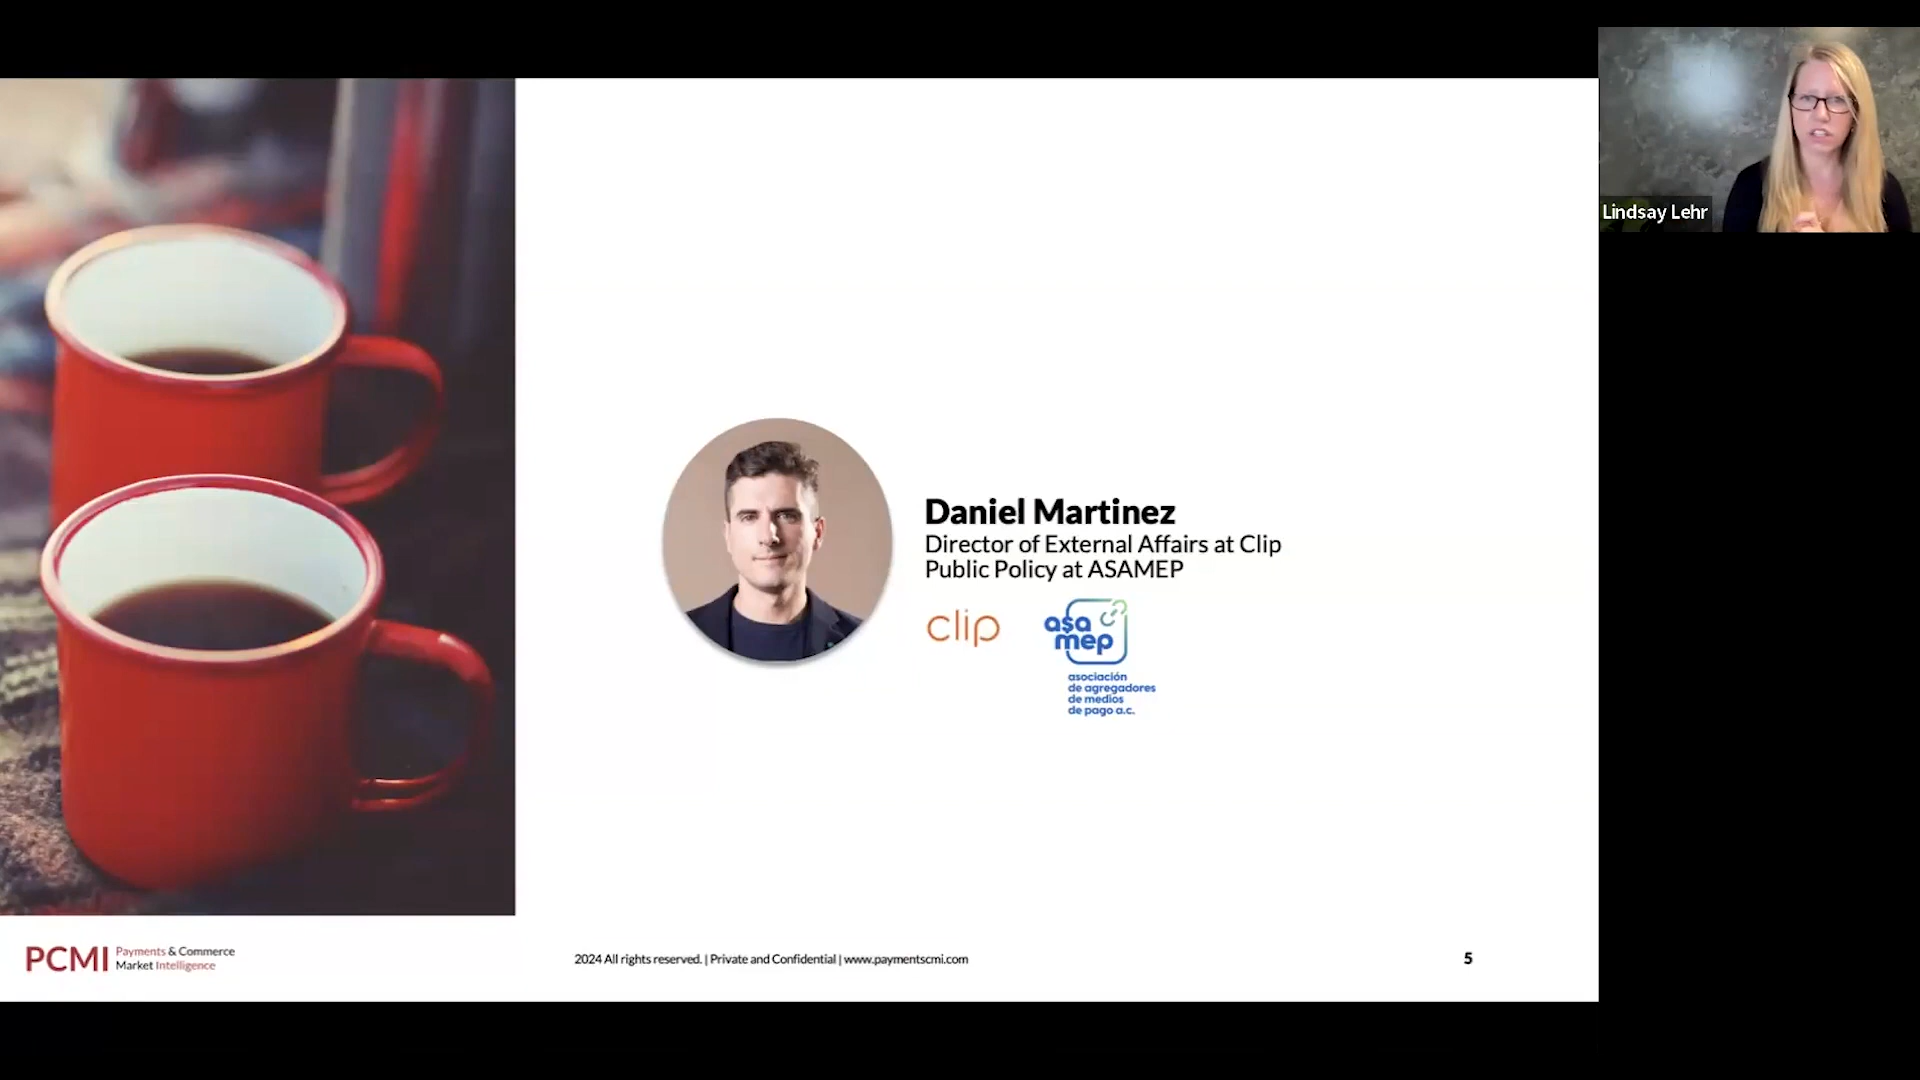 Lindsay Lehr
Daniel Martinez
Director of External Affairs at Clip
Public Policy at ASAMEP
clip
asa
mep
asociación
de agregadores
de medios
de pago a.c.
PCMI
Payments & Commerce
Market Intelligence
2024 All rights reserved. | Private and Confidential | www.paymentscmi.com
5